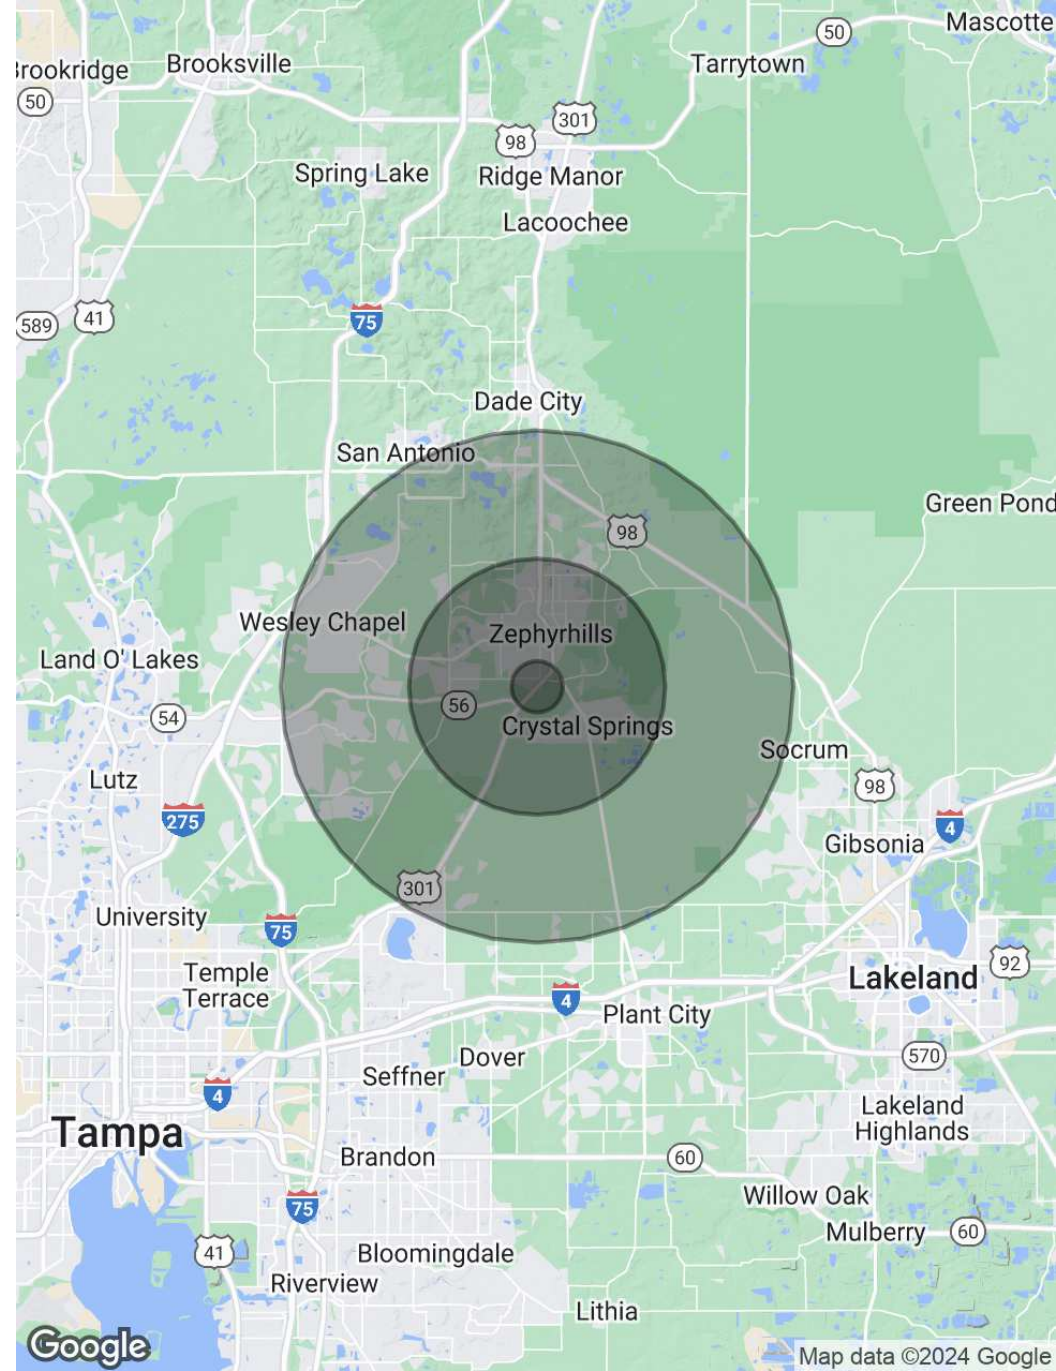 Mascotte
50
Brooksville
Brookridge
Tarrytown
50
301
98
Spring Lake
Ridge Manor
Lacoochee
41
589
75
Dade City
San Antonio
Green Pond
98
Wesley Chapel
Zephyrhills
Land O' Lakes
56
54
Crystal Springs
Socrum
Lutz
98
275
4
Gibsonia
301
University
75
Temple
Terrace
92
Lakeland
4
Plant City
Dover
570
Seffner
4
Lakeland
Highlands
Tampa
Brandon
60
Willow Oak
75
Mulberry
60
41
Bloomingdale
Riverview
Lithia
Google
Map data ©2024 Google